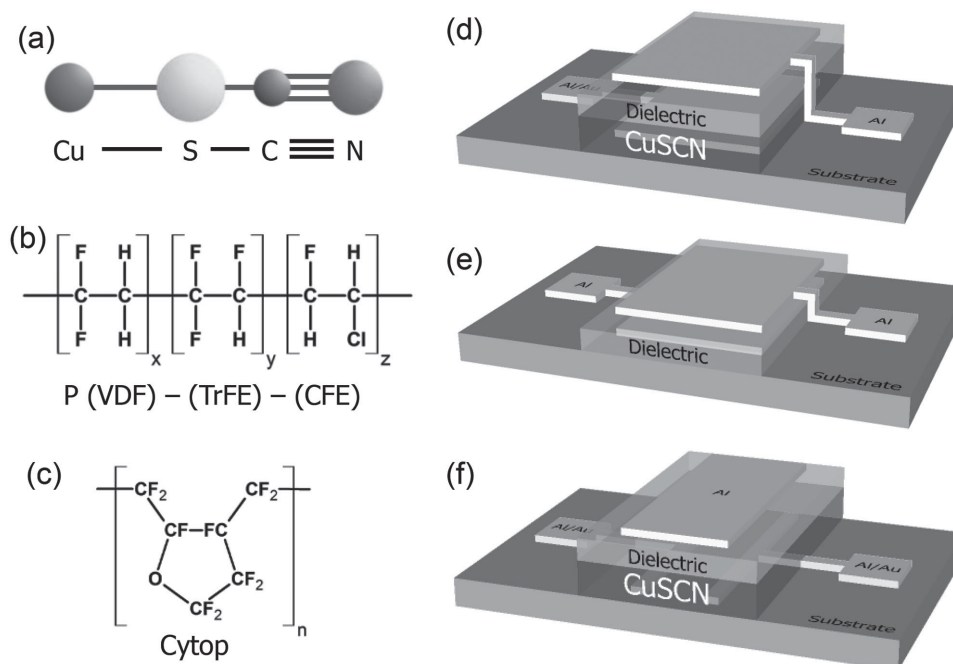 (a)
Cu S C N
(b)
F H F F F H
C C C C C C
F H F H H Cl
x y z
P (VDF) – (TrFE) – (CFE)
(c)
CF2 CF2
CF FC
O CF2
CF2
n
Cytop
(d)
Al/Au
Dielectric
CuSCN
Al
Substrate
(e)
Al
Dielectric
Al
Substrate
(f)
Al
Al/Au
Dielectric
CuSCN
Al/Au
Substrate